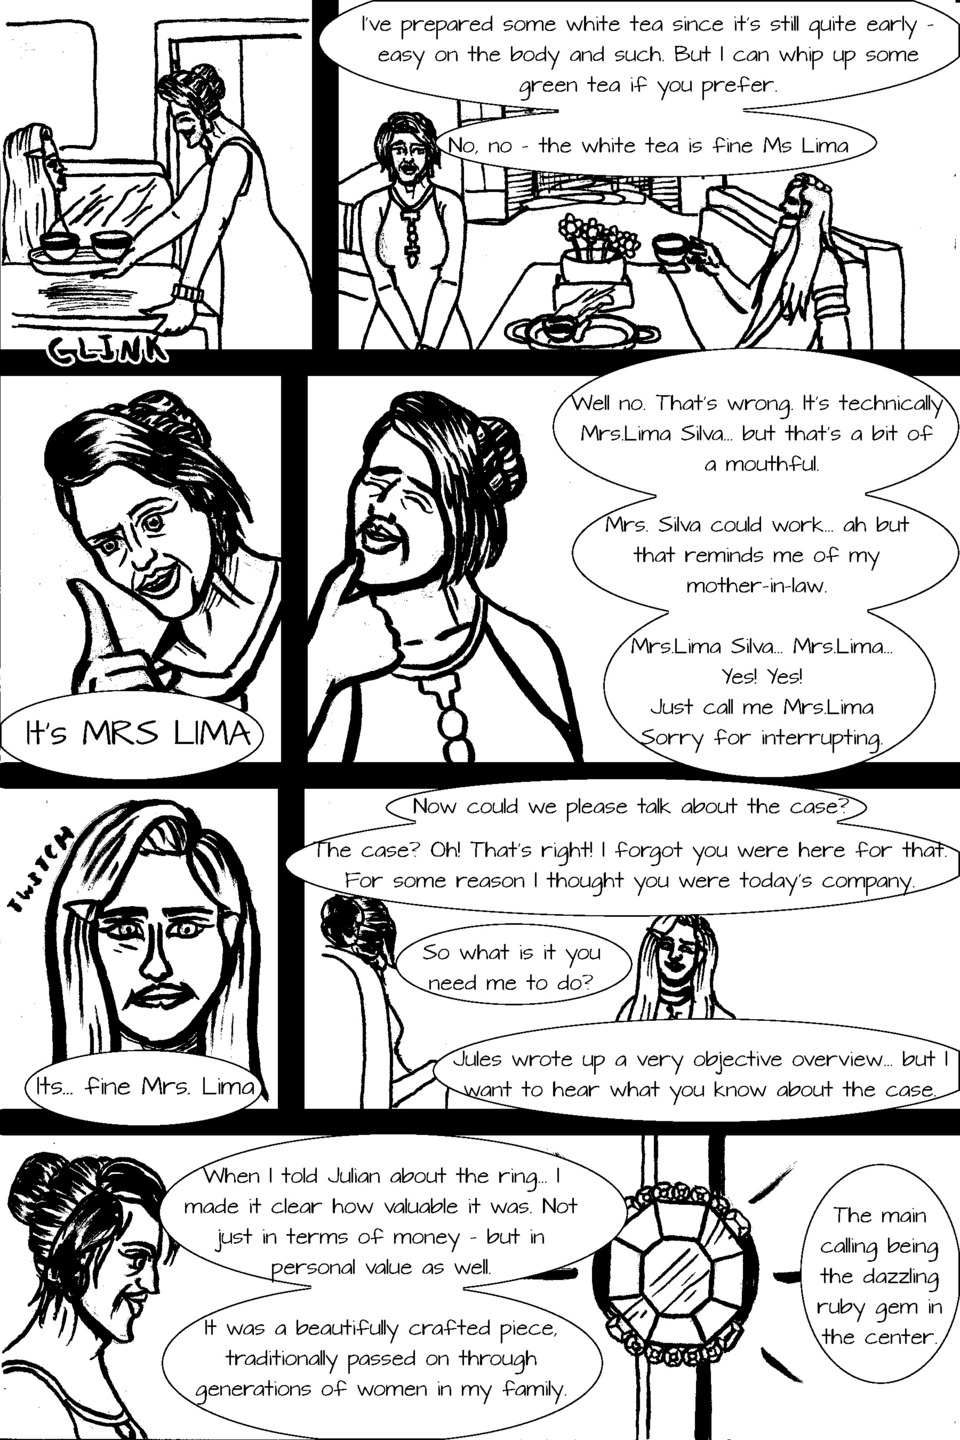 I've prepared some white tea since it's still quite early -
easy on the body and such. But I can whip up some
green tea if you prefer.
No, no - the white tea is fine Ms Lima
CLINK
It's MRS LIMA
Well no. That's wrong. It's technically
Mrs.Lima Silva... but that's a bit of
a mouthful.
Mrs. Silva could work... ah but
that reminds me of my
mother-in-law.
Mrs.Lima Silva... Mrs.Lima...
Yes! Yes!
Just call me Mrs.Lima
Sorry for interrupting.
TWITCH
Its... fine Mrs. Lima
Now could we please talk about the case?
The case? Oh! That's right! I forgot you were here for that.
For some reason I thought you were today's company.
So what is it you
need me to do?
Jules wrote up a very objective overview... but I
want to hear what you know about the case.
When I told Julian about the ring... I
made it clear how valuable it was. Not
just in terms of money - but in
personal value as well.
It was a beautifully crafted piece,
traditionally passed on through
generations of women in my family.
The main
calling being
the dazzling
ruby gem in
the center.